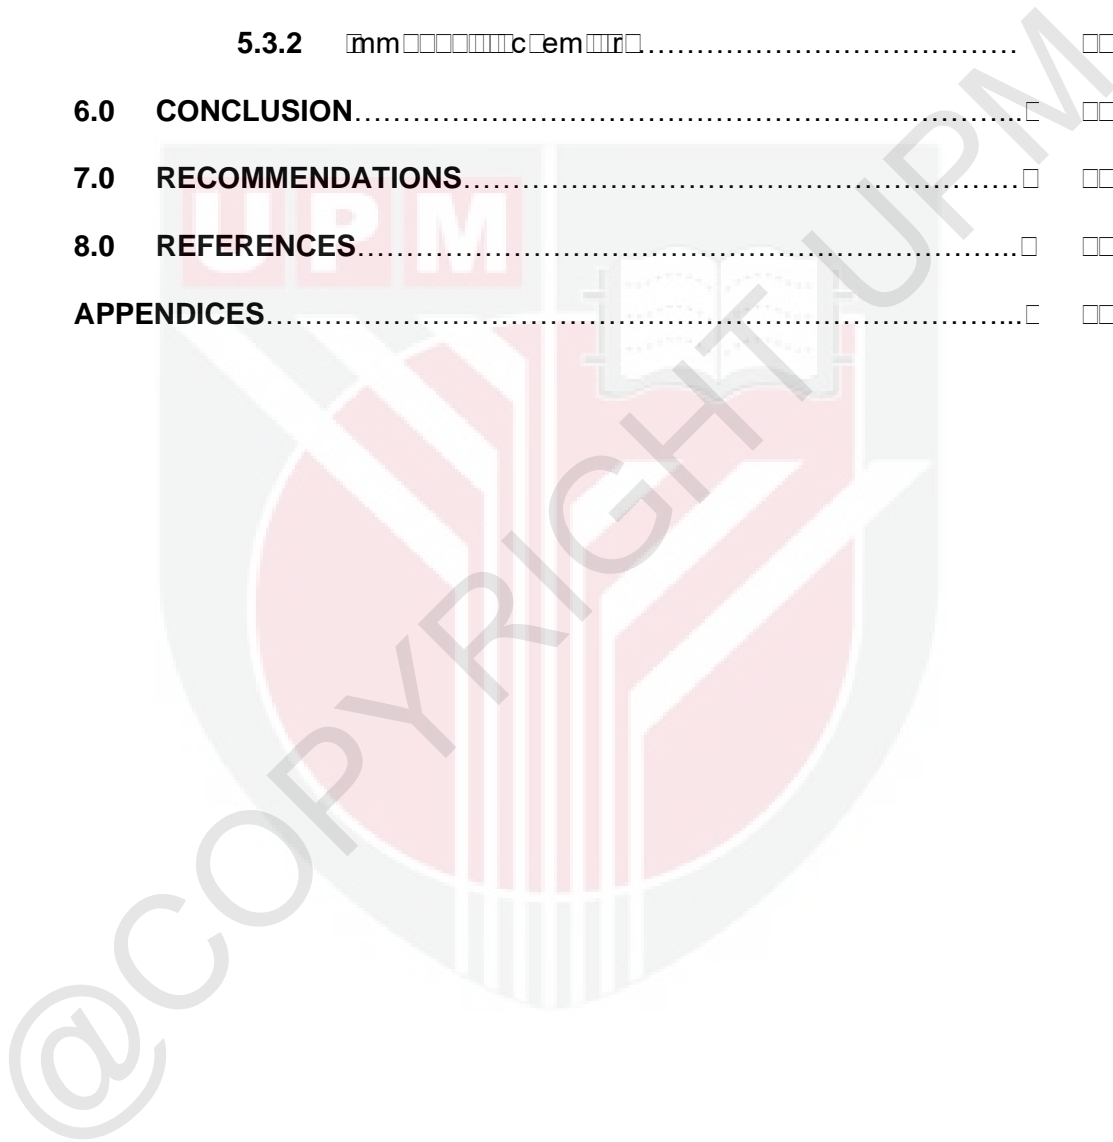 5.3.2
6.0 CONCLUSION
7.0 RECOMMENDATIONS
8.0 REFERENCES
APPENDICES
UPM
@COPYRIGHT UPM